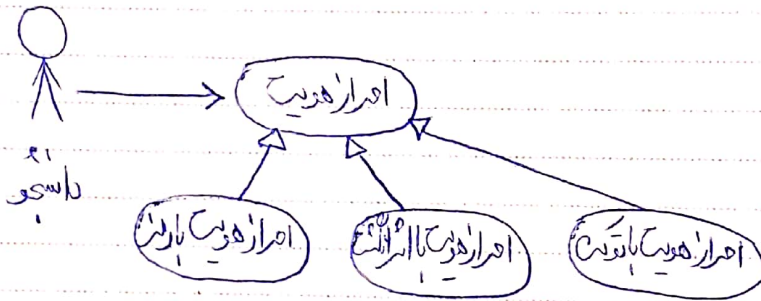 احراز هویت
دانشجو
احراز هویت با رمز
احراز هویت با اثر انگشت
احراز هویت با توکن